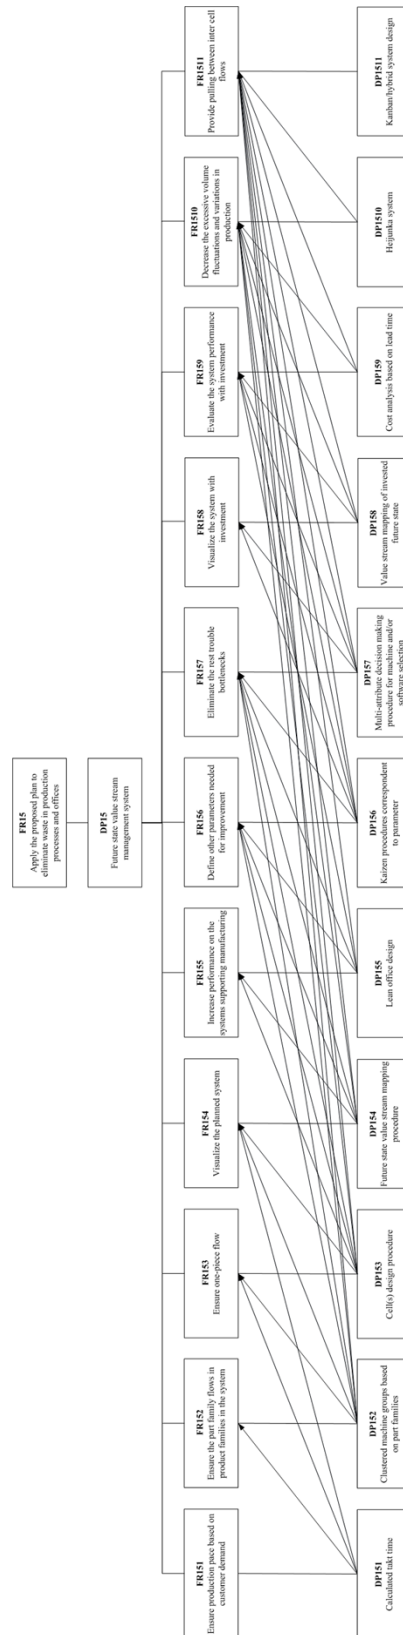 FR15
Apply the proposed plan to
eliminate waste in production
processes and offices
DP15
Future state value stream
management system
FR151
Ensure production pace based on
customer demand
FR152
Ensure the part family flows in
product families in the system
FR153
Ensure one-piece flow
FR154
Visualize the planned system
FR155
Increase performance on the
systems supporting manufacturing
FR156
Define other parameters needed
for improvement
FR157
Eliminate the rest trouble
bottlenecks
FR158
Visualize the system with
investment
FR159
Evaluate the system performance
with investment
FR1510
Decrease the excessive volume
fluctuations and variations in
production
FR1511
Provide pulling between inter cell
flows
DP151
Calculated takt time
DP152
Clustered machine groups based
on part families
DP153
Cell(s) design procedure
DP154
Future state value stream mapping
procedure
DP155
Lean office design
DP156
Kaizen procedures correspondent
to parameter
DP157
Multi-attribute decision making
procedure for machine and/or
software selection
DP158
Value stream mapping of invested
future state
DP159
Cost analysis based on lead time
DP1510
Heijunka system
DP1511
Kanban/hybrid system design